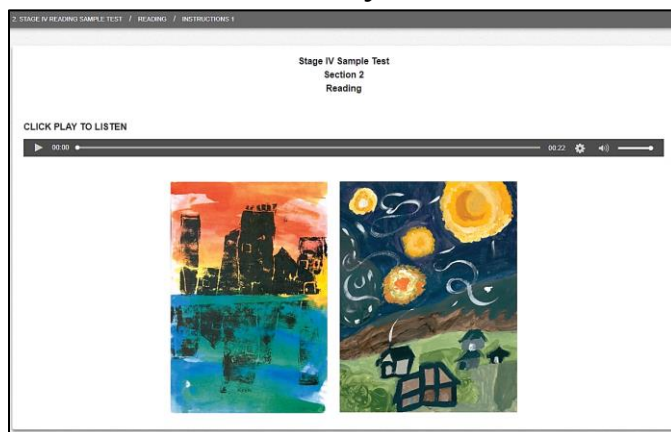 2. STAGE IV READING SAMPLE TEST / READING / INSTRUCTIONS 1
Stage IV Sample Test
Section 2
Reading
CLICK PLAY TO LISTEN
00:00 00:22